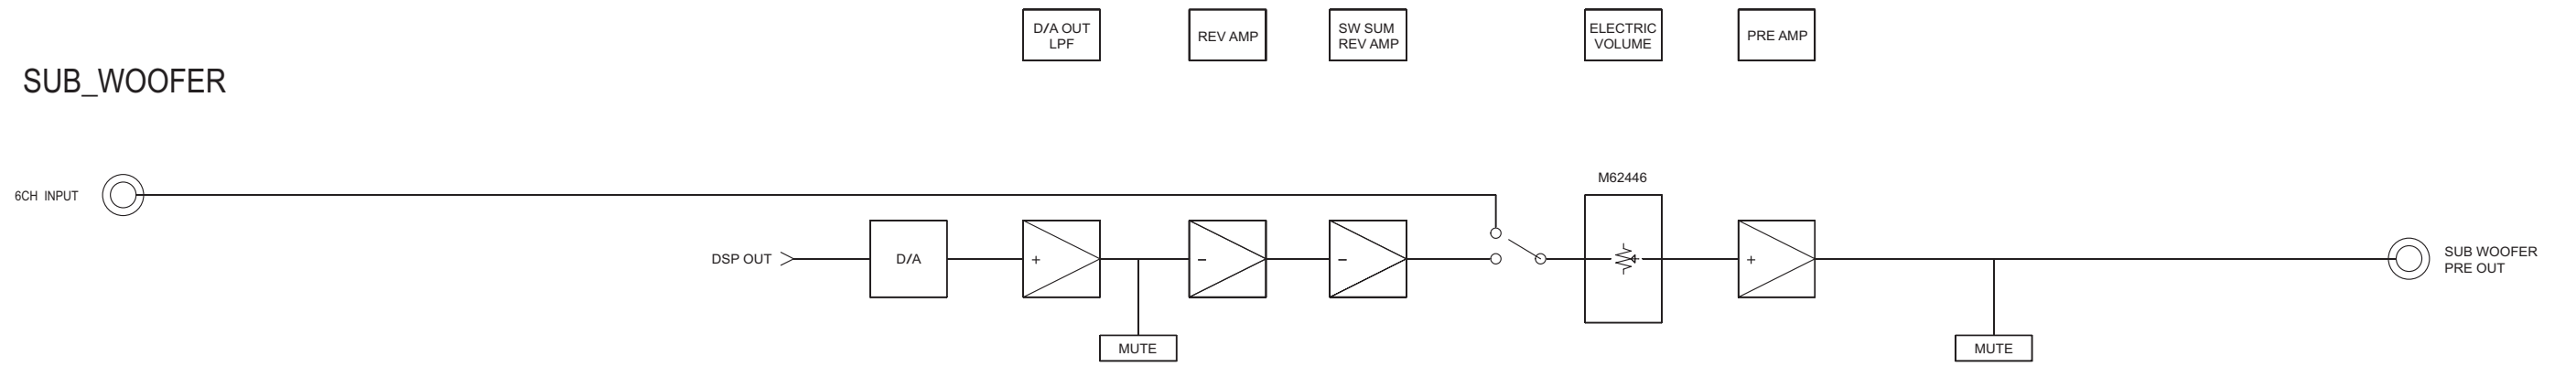 D/A OUT
LPF
REV AMP
SW SUM
REV AMP
ELECTRIC
VOLUME
PRE AMP
SUB_WOOFER
6CH INPUT
M62446
DSP OUT
D/A
+
−
−
+
SUB WOOFER
PRE OUT
MUTE
MUTE